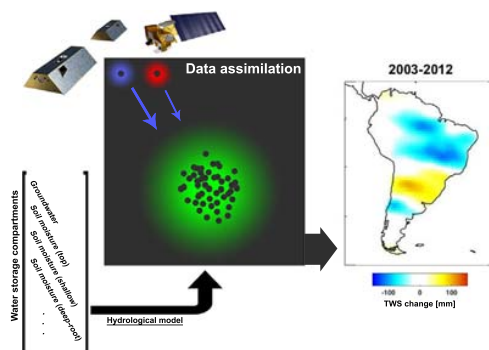 Data assimilation
2003-2012
Water storage compartments
Groundwater
Soil moisture (top)
Soil moisture (shallow)
Soil moisture (deep-root)
.
.
.
Hydrological model
-100 0 100
TWS change [mm]